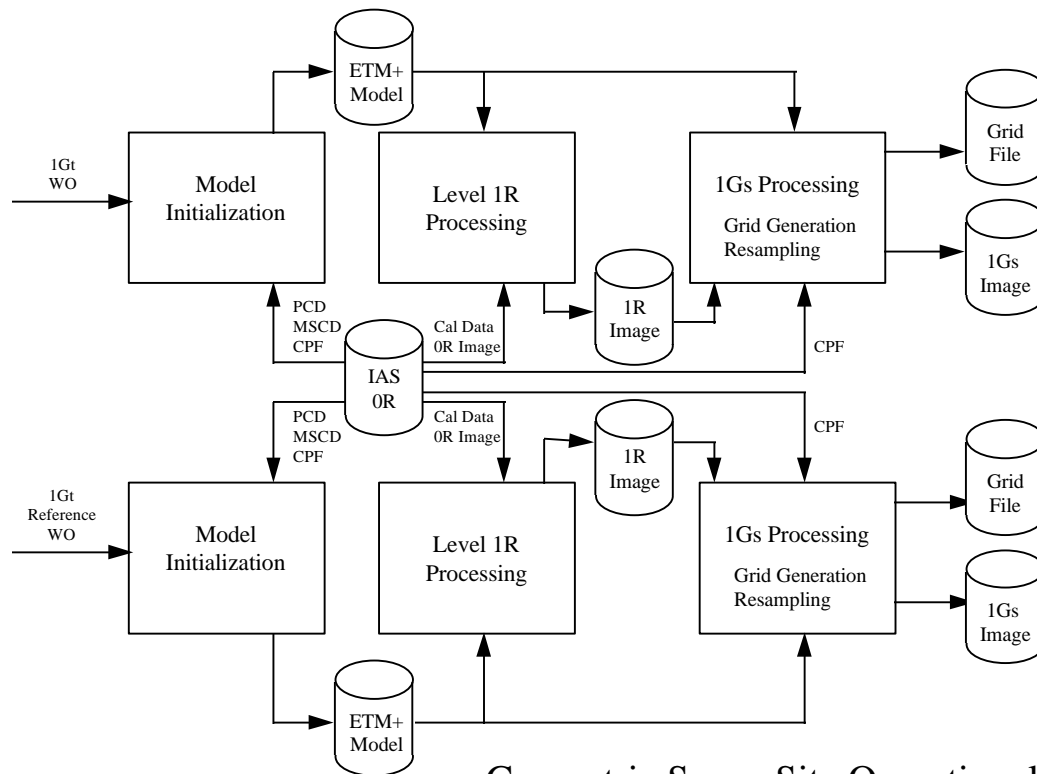 ETM+
Model
Grid
File
1Gt
WO
Model
Initialization
Level 1R
Processing
1Gs Processing
Grid Generation
Resampling
1Gs
Image
1R
Image
PCD
MSCD
CPF
Cal Data
0R Image
CPF
IAS
0R
PCD
MSCD
CPF
Cal Data
0R Image
CPF
1R
Image
Grid
File
1Gt
Reference
WO
Model
Initialization
Level 1R
Processing
1Gs Processing
Grid Generation
Resampling
1Gs
Image
ETM+
Model